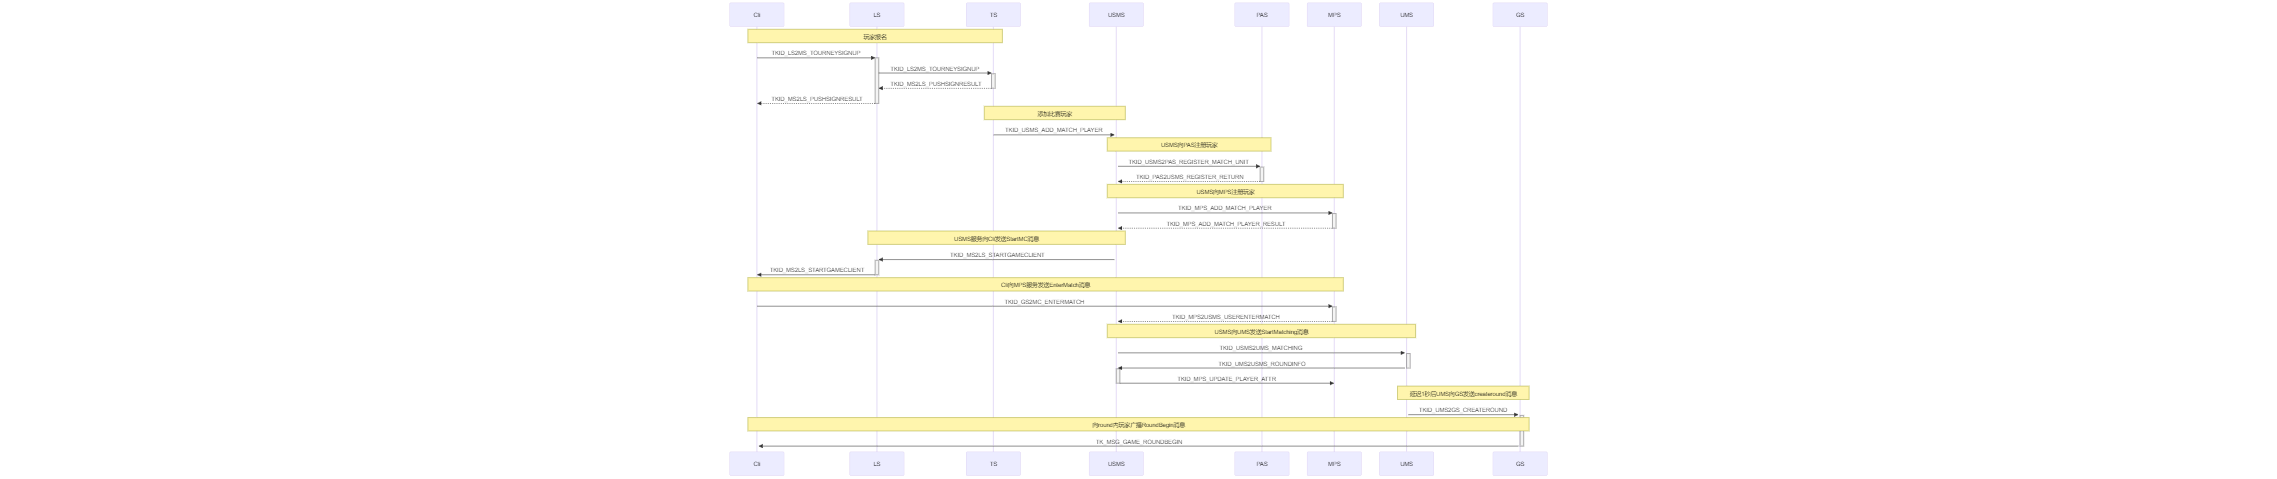 Cli LS TS USMS PAS MPS UMS GS
玩家报名
TKID_LS2MS_TOURNEYSIGNUP
TKID_LS2MS_TOURNEYSIGNUP
TKID_MS2LS_PUSHSIGNRESULT
TKID_MS2LS_PUSHSIGNRESULT
添加比赛玩家
TKID_USMS_ADD_MATCH_PLAYER
USMS向PAS注册玩家
TKID_USMS2PAS_REGISTER_MATCH_UNIT
TKID_PAS2USMS_REGISTER_RETURN
USMS向MPS注册玩家
TKID_MPS_ADD_MATCH_PLAYER
TKID_MPS_ADD_MATCH_PLAYER_RESULT
USMS服务向Cli发送StartMC消息
TKID_MS2LS_STARTGAMECLIENT
TKID_MS2LS_STARTGAMECLIENT
Cli向MPS服务发送EnterMatch消息
TKID_GS2MC_ENTERMATCH
TKID_MPS2USMS_USERENTERMATCH
USMS向UMS发送StartMatching消息
TKID_USMS2UMS_MATCHING
TKID_UMS2USMS_ROUNDINFO
TKID_MPS_UPDATE_PLAYER_ATTR
延迟1秒后UMS向GS发送createround消息
TKID_UMS2GS_CREATEROUND
向round内玩家广播RoundBegin消息
TK_MSG_GAME_ROUNDBEGIN
Cli LS TS USMS PAS MPS UMS GS